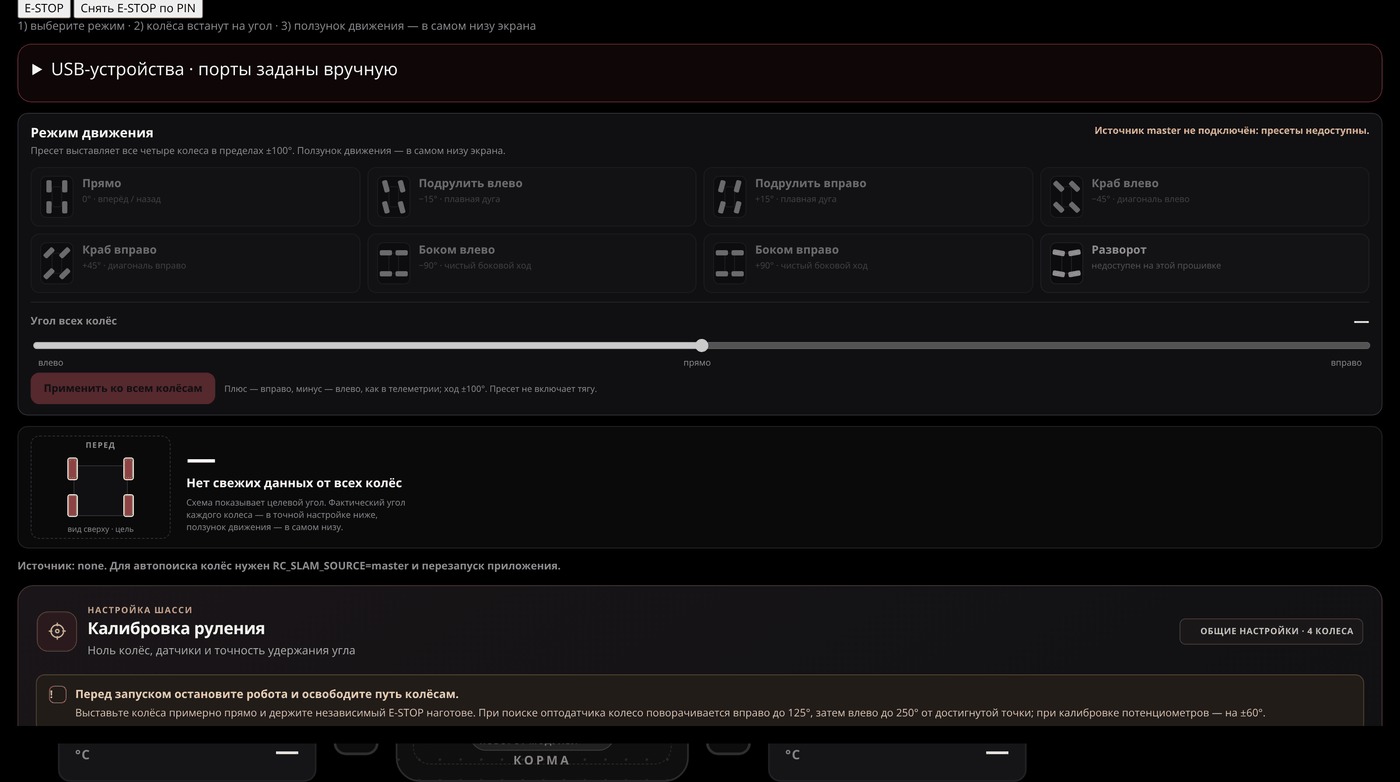 E-STOP
Снять E-STOP по PIN
1) выберите режим · 2) колёса встанут на угол · 3) ползунок движения — в самом низу экрана
USB-устройства · порты заданы вручную
Режим движения
Источник master не подключён: пресеты недоступны.
Пресет выставляет все четыре колеса в пределах ±100°. Ползунок движения — в самом низу экрана.
Прямо
0° · вперёд / назад
Подрулить влево
−15° · плавная дуга
Подрулить вправо
+15° · плавная дуга
Краб влево
−45° · диагональ влево
Краб вправо
+45° · диагональ вправо
Боком влево
−90° · чистый боковой ход
Боком вправо
+90° · чистый боковой ход
Разворот
недоступен на этой прошивке
Угол всех колёс
—
влево
прямо
вправо
Применить ко всем колёсам
Плюс — вправо, минус — влево, как в телеметрии; ход ±100°. Пресет не включает тягу.
ПЕРЕД
вид сверху · цель
—
Нет свежих данных от всех колёс
Схема показывает целевой угол. Фактический угол
каждого колеса — в точной настройке ниже,
ползунок движения — в самом низу.
Источник: none. Для автопоиска колёс нужен RC_SLAM_SOURCE=master и перезапуск приложения.
НАСТРОЙКА ШАССИ
Калибровка руления
Ноль колёс, датчики и точность удержания угла
ОБЩИЕ НАСТРОЙКИ · 4 КОЛЕСА
!
Перед запуском остановите робота и освободите путь колёсам.
Выставьте колёса примерно прямо и держите независимый E-STOP наготове. При поиске оптодатчика колесо поворачивается вправо до 125°, затем влево до 250° от достигнутой точки; при калибровке потенциометров — на ±60°.
°C
—
КОРМА
°C
—